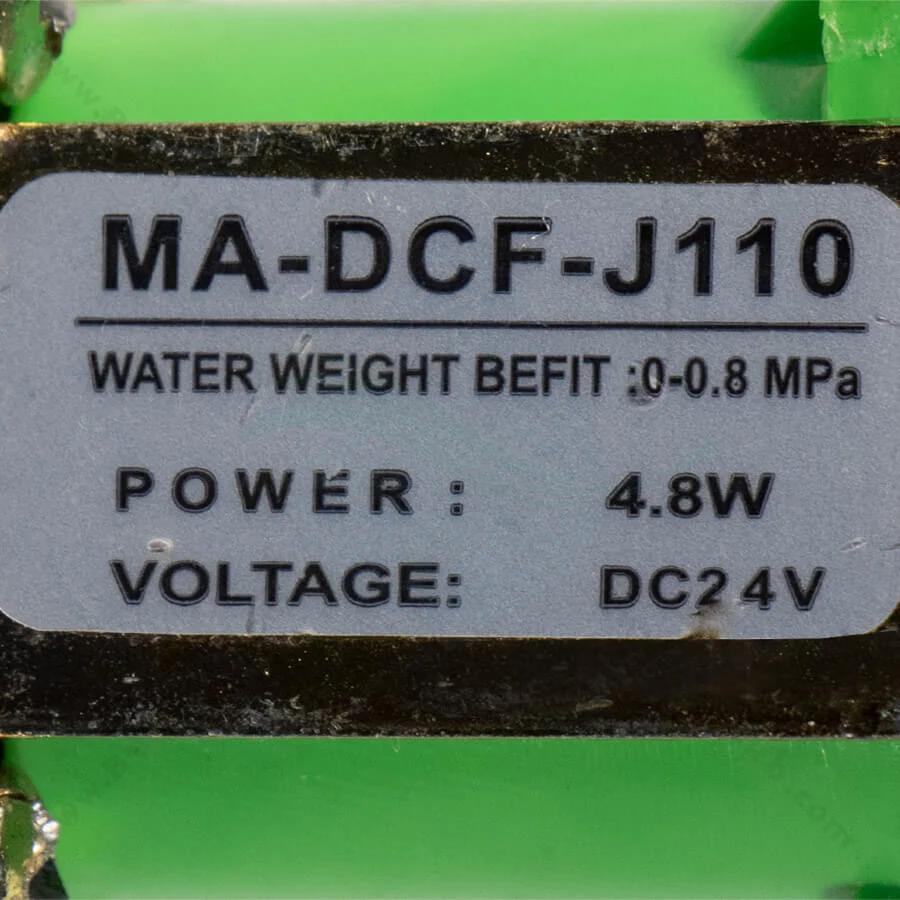 MA-DCF-J110
WATER WEIGHT BEFIT :0-0.8 MPa
POWER : 4.8W
VOLTAGE: DC24V